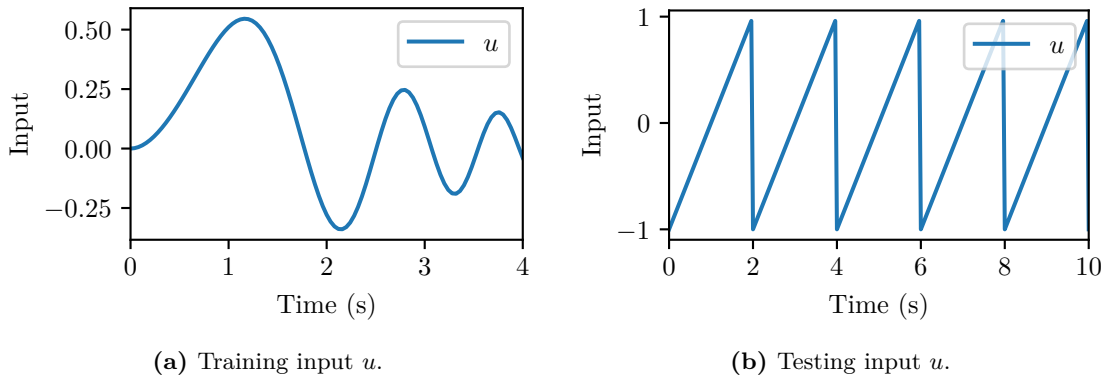 0.50
0.25
0.00
−0.25
Input
u
0 1 2 3 4
Time (s)
(a) Training input u.
1
0
−1
Input
u
0 2 4 6 8 10
Time (s)
(b) Testing input u.